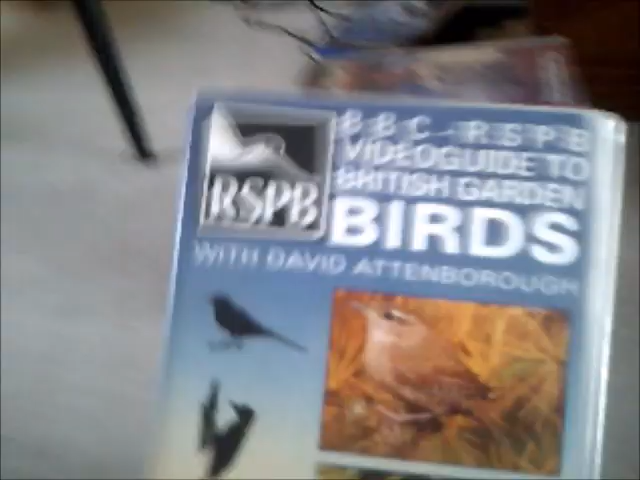 RSPB
BBC-RSPB
VIDEOGUIDE TO
BRITISH GARDEN
BIRDS
WITH DAVID ATTENBOROUGH